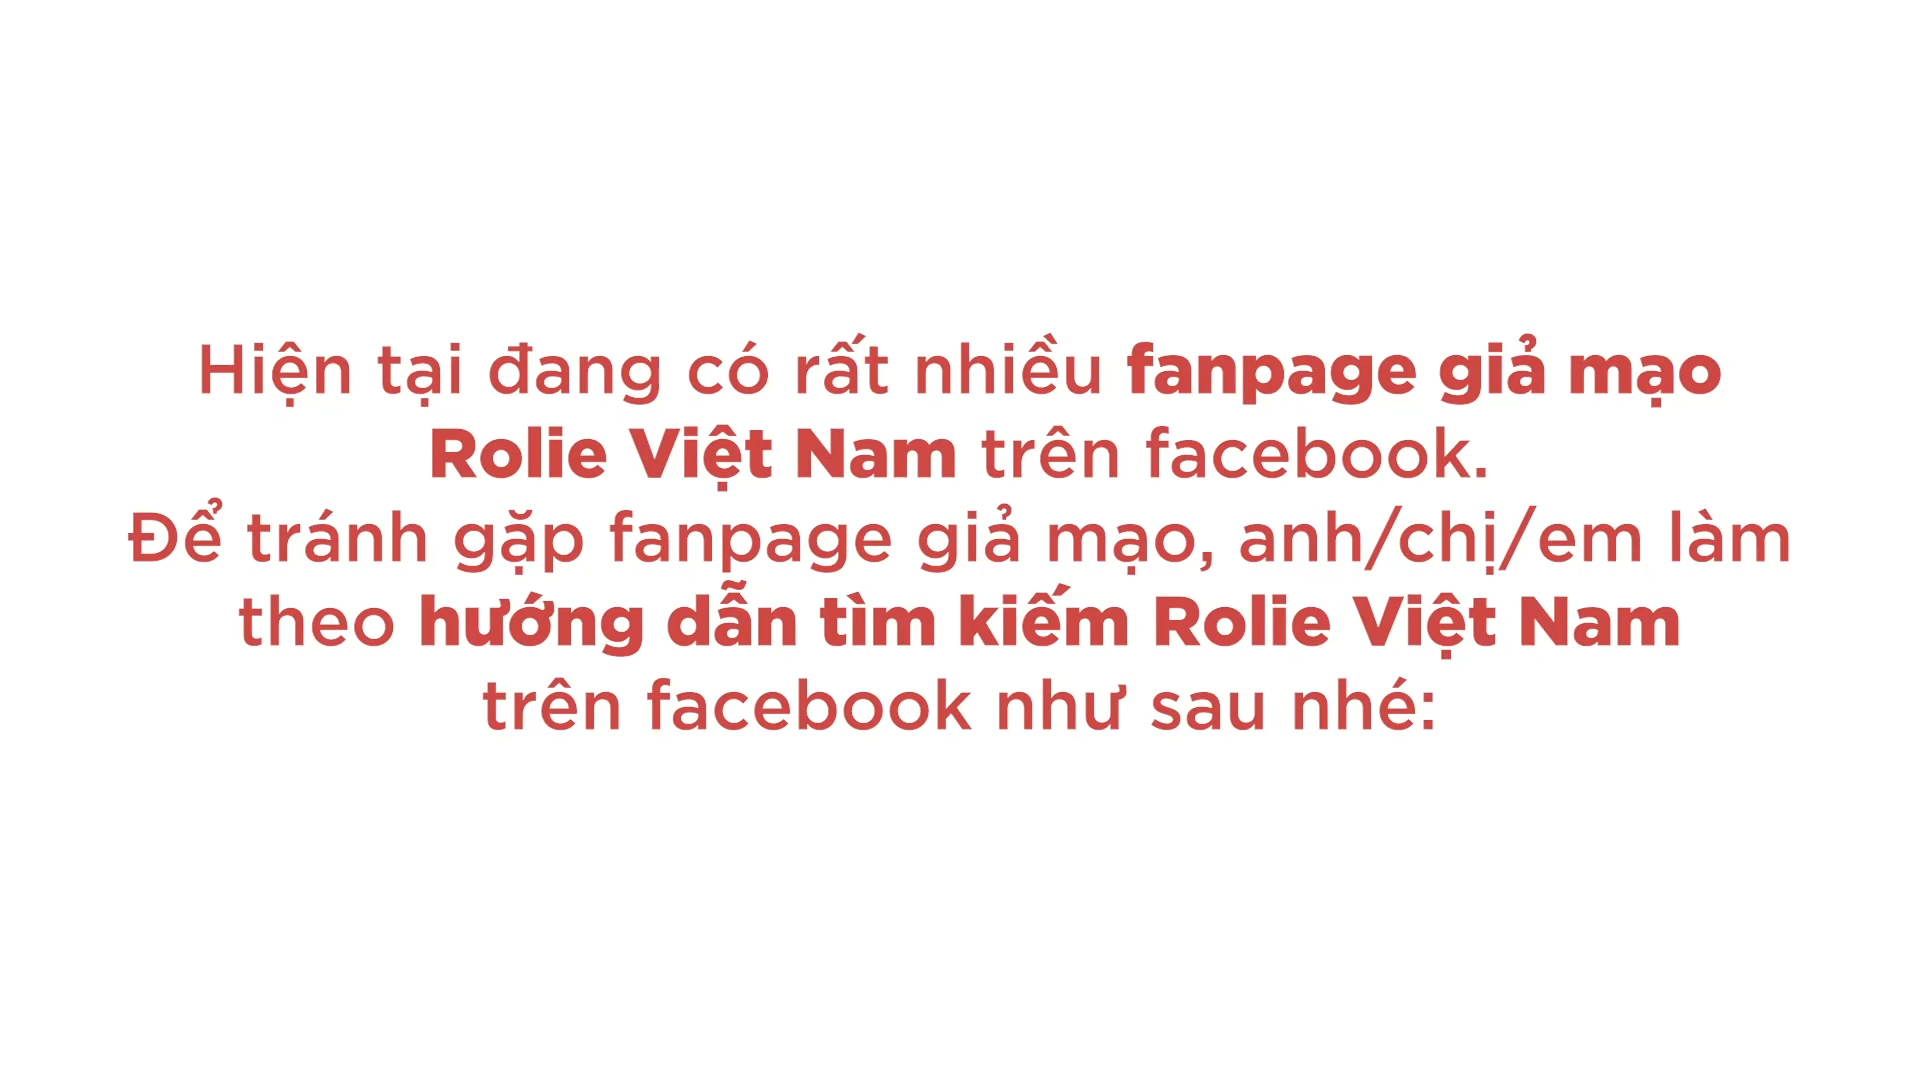 Hiện tại đang có rất nhiều fanpage giả mạo
Rolie Việt Nam trên facebook.
Để tránh gặp fanpage giả mạo, anh/chị/em làm
theo hướng dẫn tìm kiếm Rolie Việt Nam
trên facebook như sau nhé: